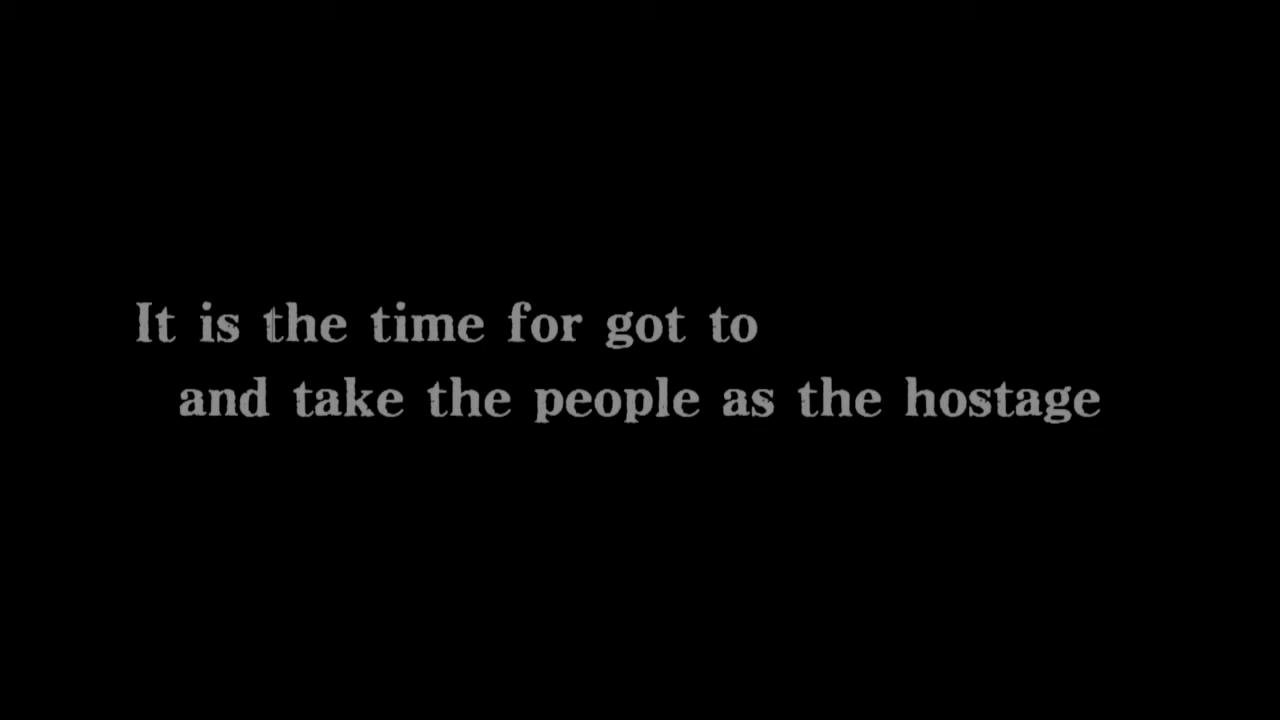 It is the time for got to
and take the people as the hostage